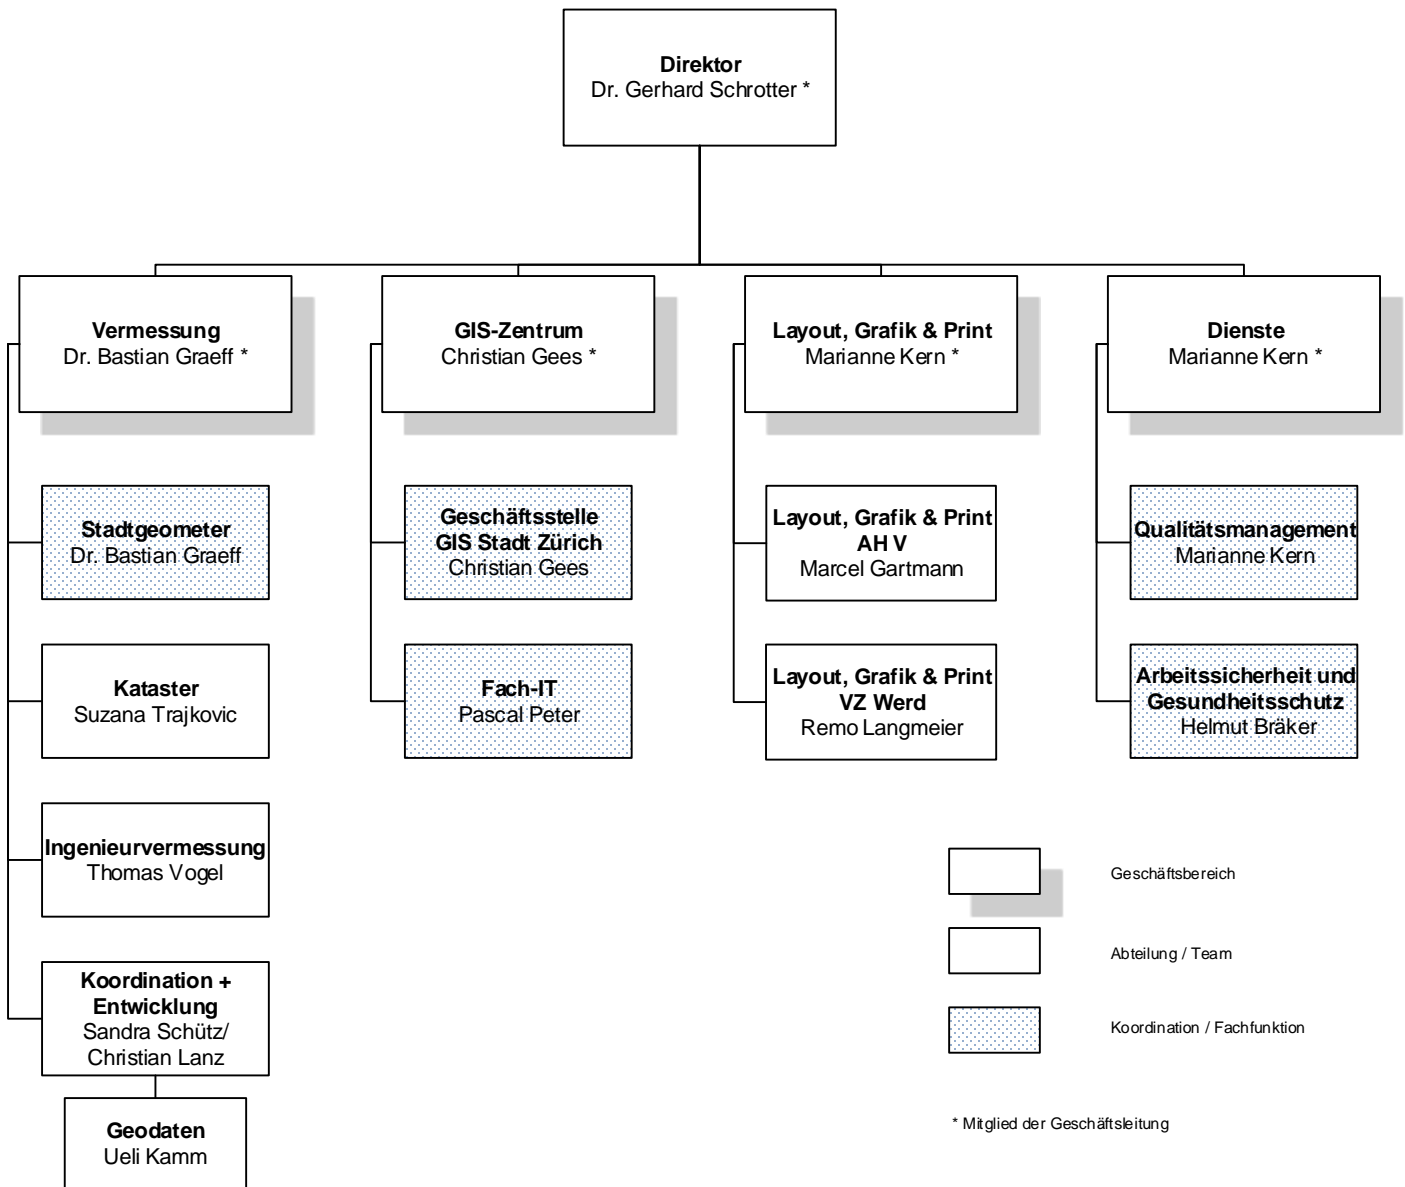 Direktor
Dr. Gerhard Schrotter *
Vermessung
Dr. Bastian Graeff *
GIS-Zentrum
Christian Gees *
Layout, Grafik & Print
Marianne Kern *
Dienste
Marianne Kern *
Stadtgeometer
Dr. Bastian Graeff
Geschäftsstelle
GIS Stadt Zürich
Christian Gees
Layout, Grafik & Print
AH V
Marcel Gartmann
Qualitätsmanagement
Marianne Kern
Kataster
Suzana Trajkovic
Fach-IT
Pascal Peter
Layout, Grafik & Print
VZ Werd
Remo Langmeier
Arbeitssicherheit und
Gesundheitsschutz
Helmut Bräker
Ingenieurvermessung
Thomas Vogel
Koordination +
Entwicklung
Sandra Schütz/
Christian Lanz
Geodaten
Ueli Kamm
Geschäftsbereich
Abteilung / Team
Koordination / Fachfunktion
* Mitglied der Geschäftsleitung